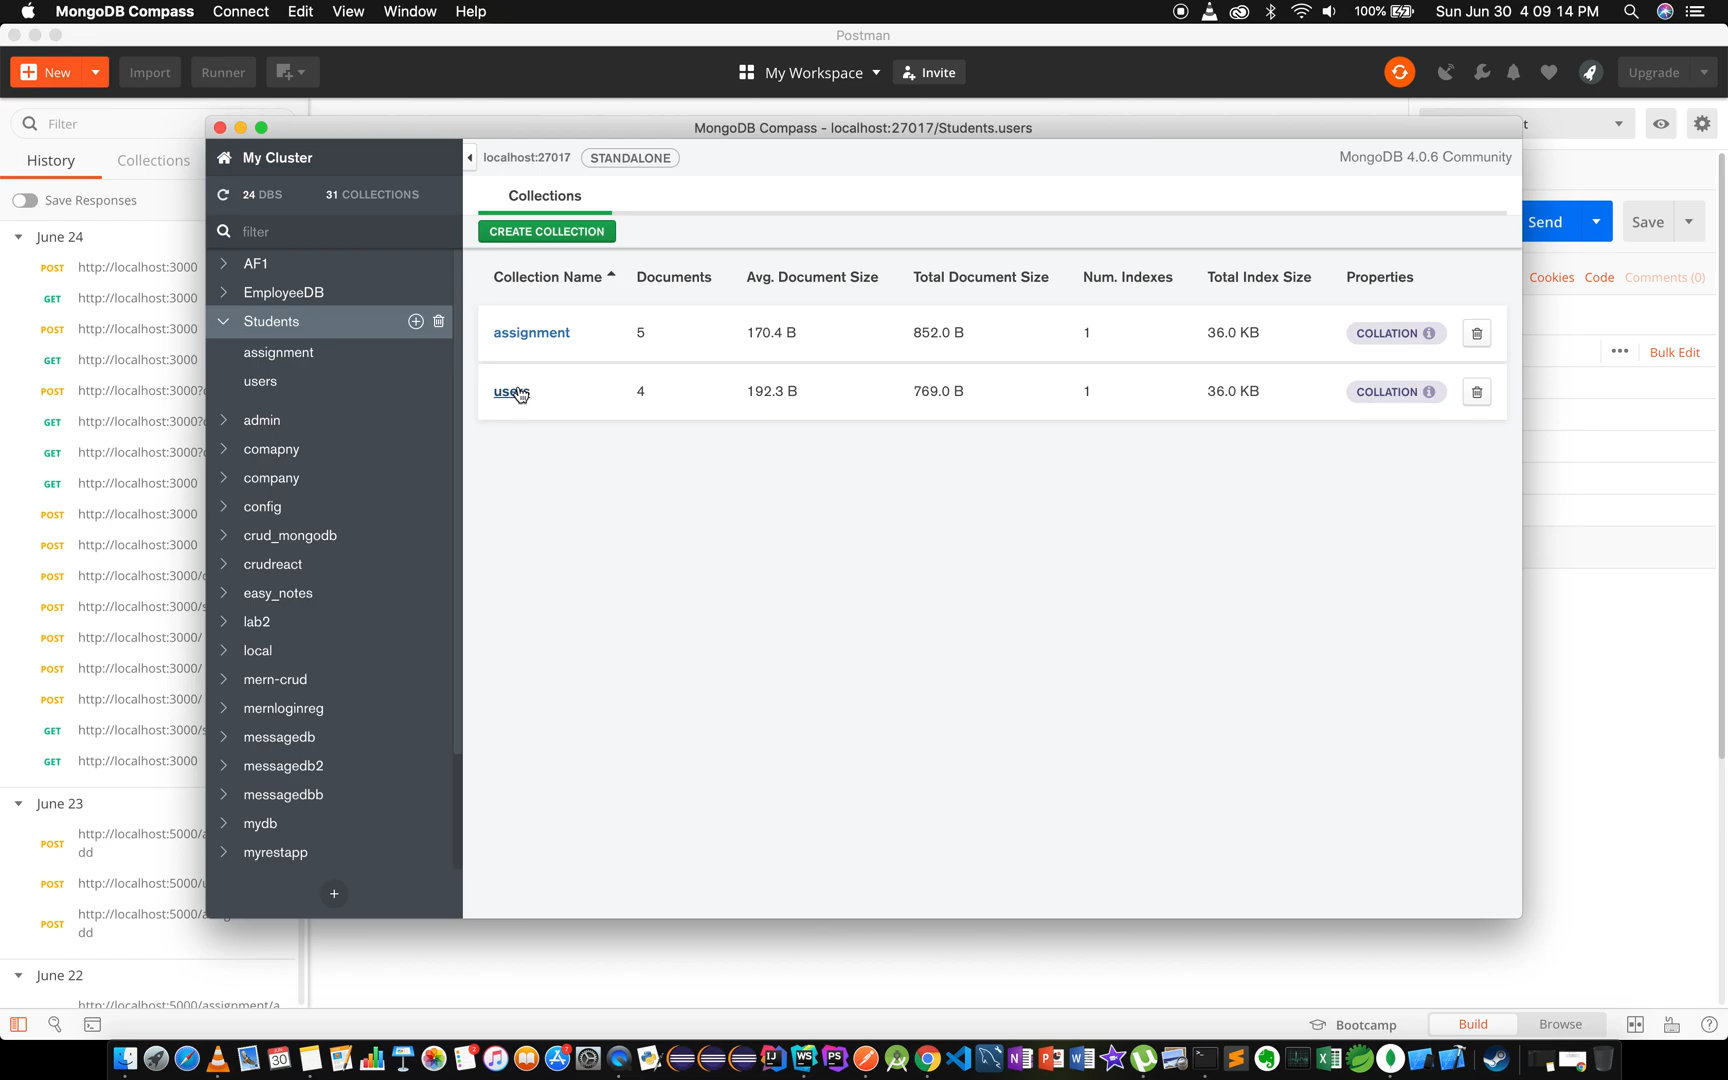 MongoDB Compass Connect Edit View Window Help 100% Sun Jun 30 4 09 14 PM
Postman
New Import Runner My Workspace Invite Upgrade
Filter
History Collections
Save Responses
June 24
POST http://localhost:3000
GET http://localhost:3000
POST http://localhost:3000
GET http://localhost:3000
POST http://localhost:3000?
GET http://localhost:3000?
GET http://localhost:3000?
GET http://localhost:3000
POST http://localhost:3000
POST http://localhost:3000
POST http://localhost:3000/
POST http://localhost:3000/s
POST http://localhost:3000/
POST http://localhost:3000/
POST http://localhost:3000/
GET http://localhost:3000/s
GET http://localhost:3000
June 23
POST http://localhost:5000/a
dd
POST http://localhost:5000/u
POST http://localhost:5000/a
dd
June 22
http://localhost:5000/assignment/a
MongoDB Compass - localhost:27017/Students.users
My Cluster
24 DBS 31 COLLECTIONS
filter
AF1
EmployeeDB
Students
assignment
users
admin
comapny
company
config
crud_mongodb
crudreact
easy_notes
lab2
local
mern-crud
mernloginreg
messagedb
messagedb2
messagedbb
mydb
myrestapp
localhost:27017 STANDALONE MongoDB 4.0.6 Community
Collections
CREATE COLLECTION
Collection Name Documents Avg. Document Size Total Document Size Num. Indexes Total Index Size Properties
assignment 5 170.4 B 852.0 B 1 36.0 KB COLLATION
users 4 192.3 B 769.0 B 1 36.0 KB COLLATION
Send Save
Cookies Code Comments (0)
Bulk Edit
Bootcamp Build Browse